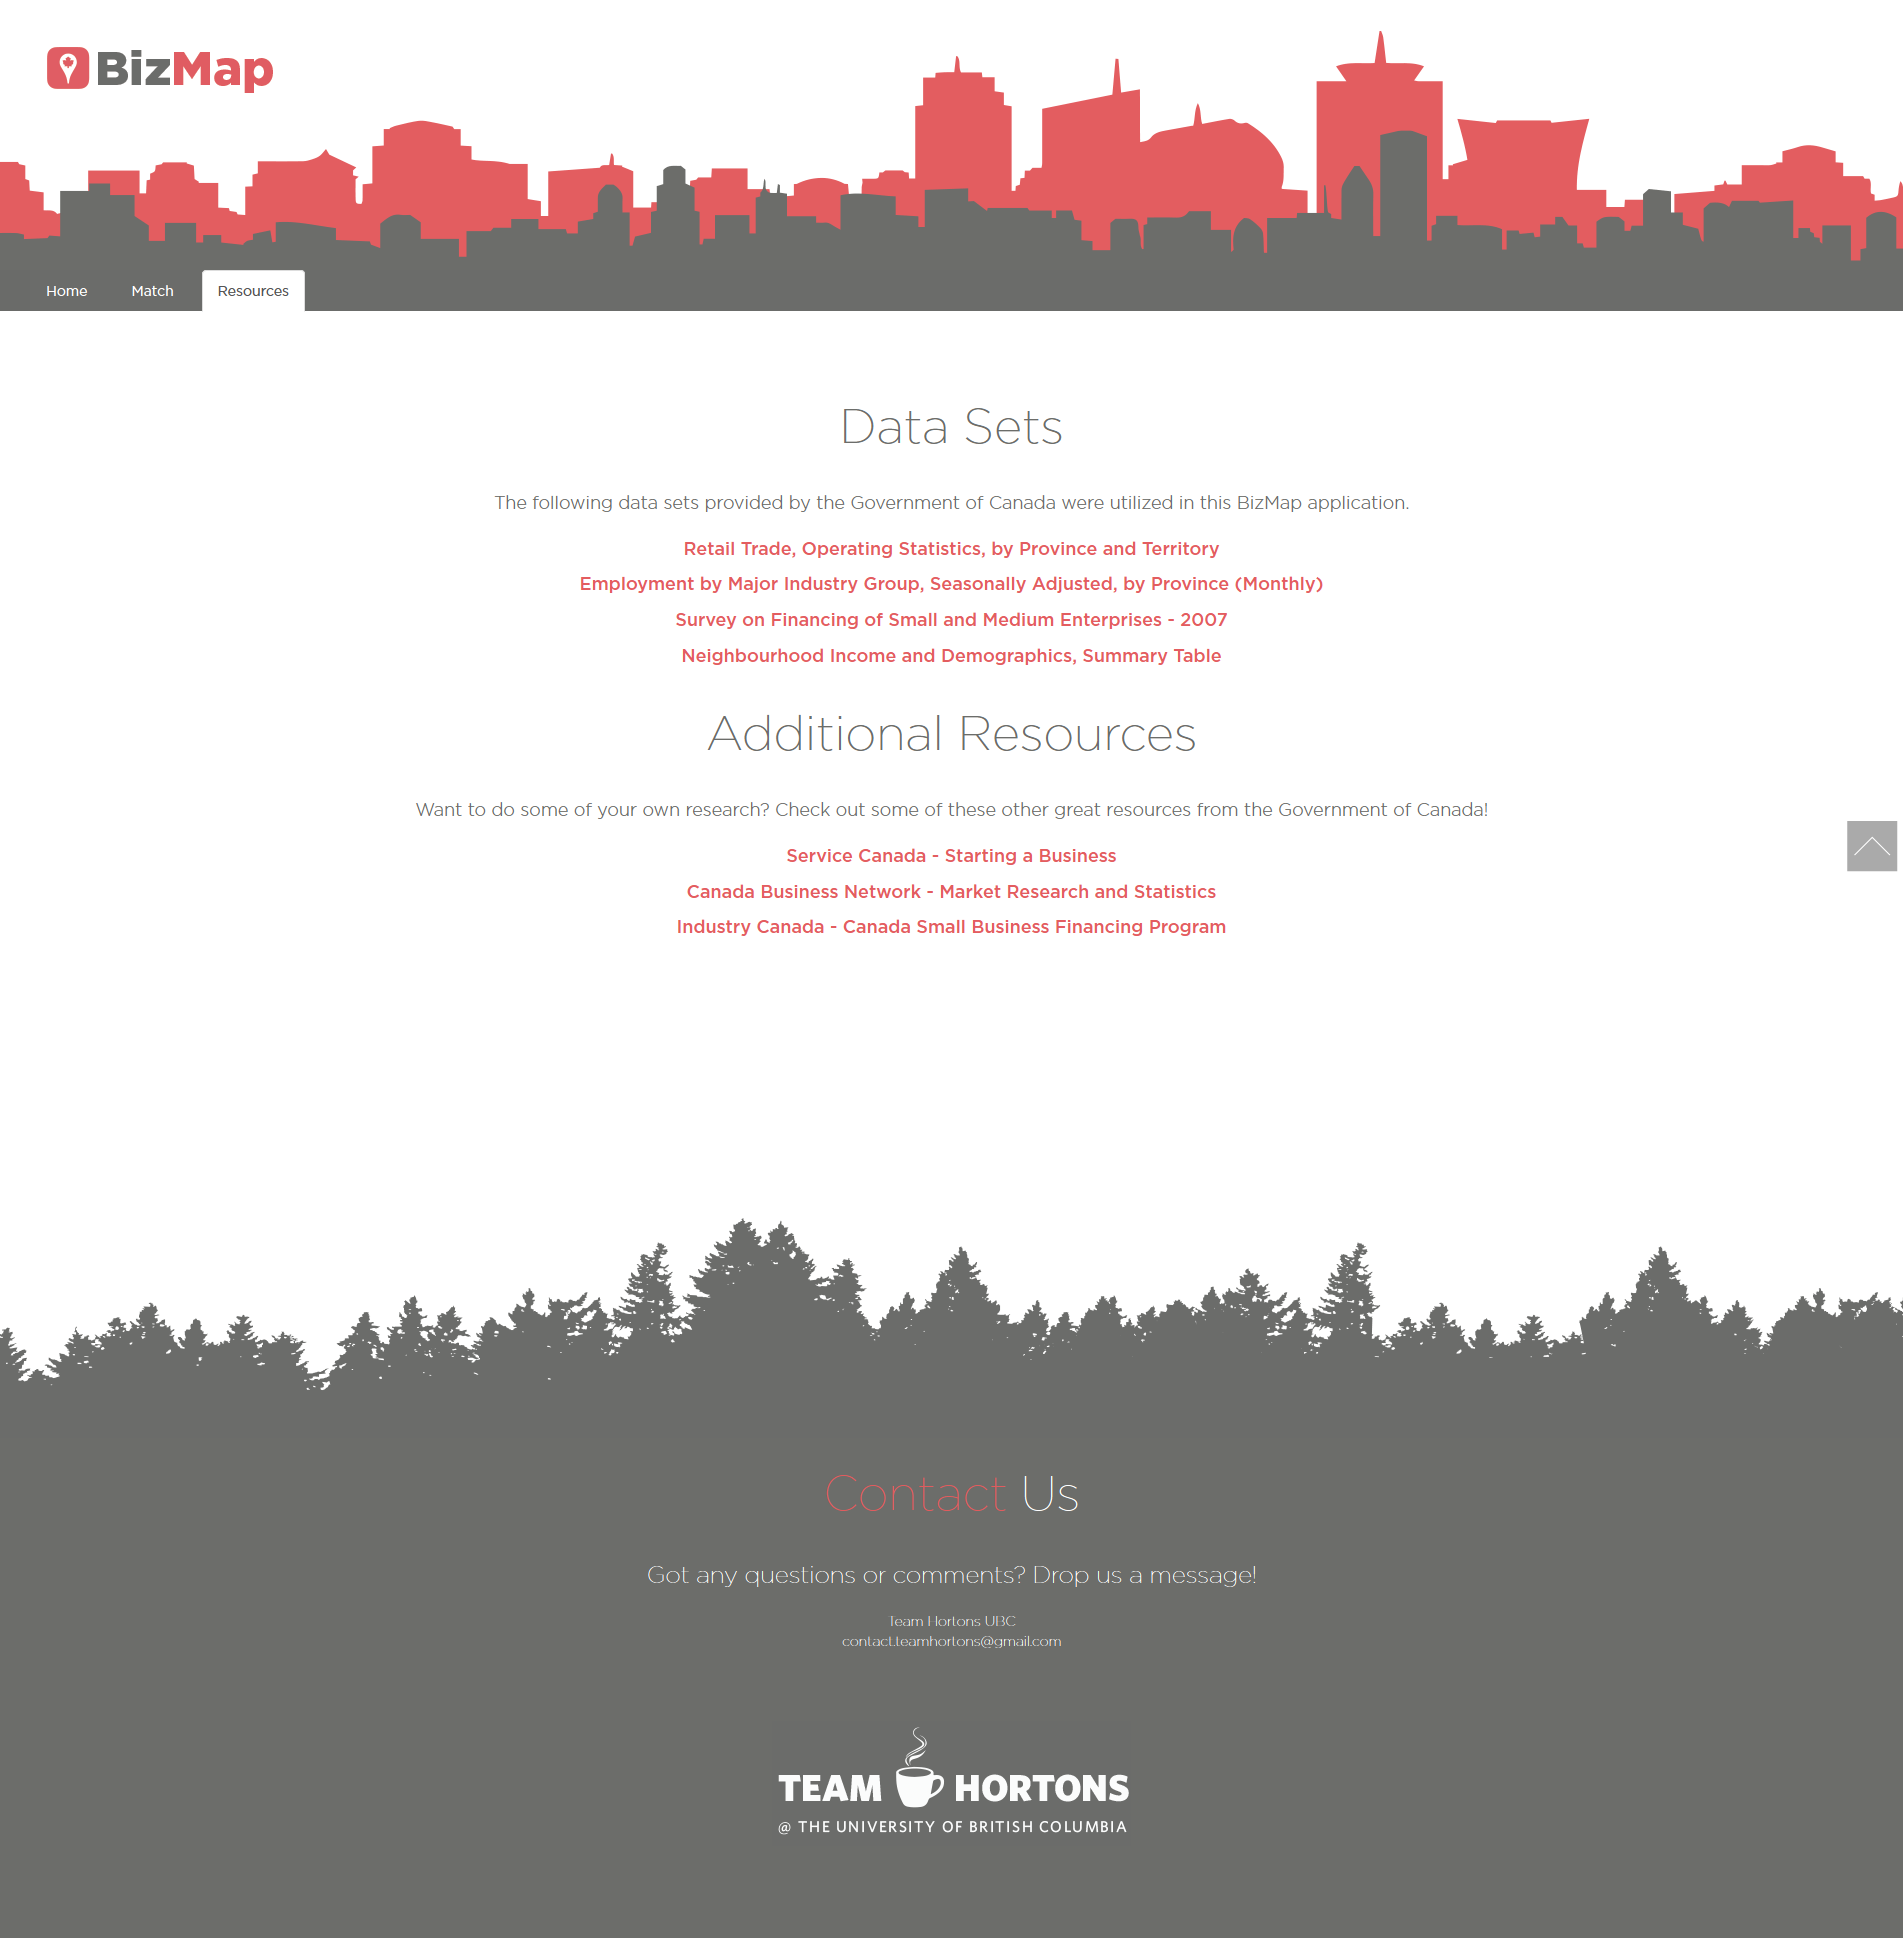 BizMap
Home
Match
Resources
Data Sets
The following data sets provided by the Government of Canada were utilized in this BizMap application.
Retail Trade, Operating Statistics, by Province and Territory
Employment by Major Industry Group, Seasonally Adjusted, by Province (Monthly)
Survey on Financing of Small and Medium Enterprises - 2007
Neighbourhood Income and Demographics, Summary Table
Additional Resources
Want to do some of your own research? Check out some of these other great resources from the Government of Canada!
Service Canada - Starting a Business
Canada Business Network - Market Research and Statistics
Industry Canada - Canada Small Business Financing Program
Contact Us
Got any questions or comments? Drop us a message!
Team Hortons UBC
contact.teamhortons@gmail.com
TEAM HORTONS
@ THE UNIVERSITY OF BRITISH COLUMBIA